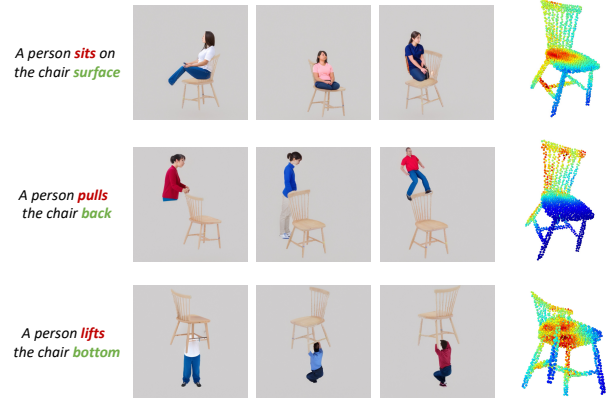 A person sits on
the chair surface
A person pulls
the chair back
A person lifts
the chair bottom